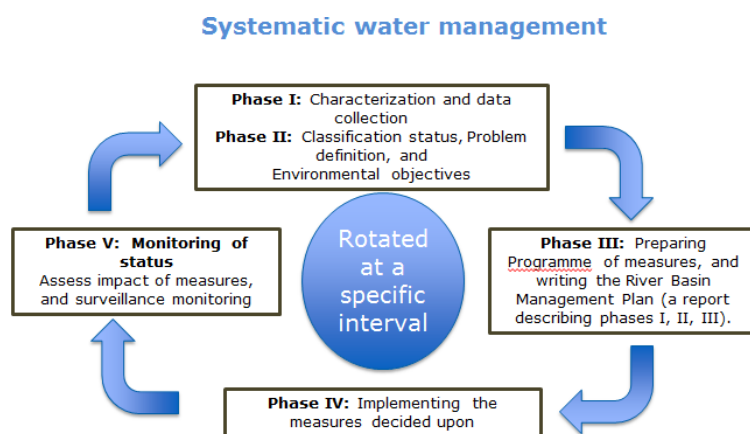 Systematic water management
Phase I: Characterization and data
collection
Phase II: Classification status, Problem
definition, and
Environmental objectives
Phase III: Preparing
Programme of measures, and
writing the River Basin
Management Plan (a report
describing phases I, II, III).
Phase IV: Implementing the
measures decided upon
Phase V: Monitoring of
status
Assess impact of measures,
and surveillance monitoring
Rotated
at a
specific
interval